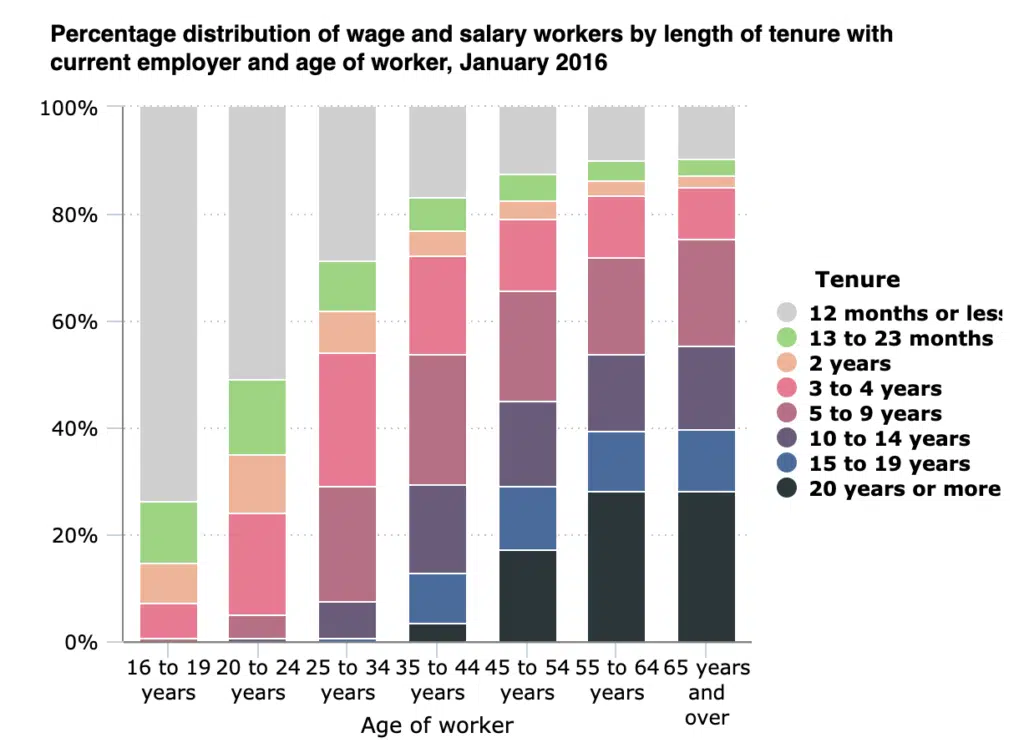 Percentage distribution of wage and salary workers by length of tenure with
current employer and age of worker, January 2016
100%
80%
60%
40%
20%
0%
16 to 19 years
20 to 24 years
25 to 34 years
35 to 44 years
45 to 54 years
55 to 64 years
65 years and over
Age of worker
Tenure
12 months or les
13 to 23 months
2 years
3 to 4 years
5 to 9 years
10 to 14 years
15 to 19 years
20 years or more